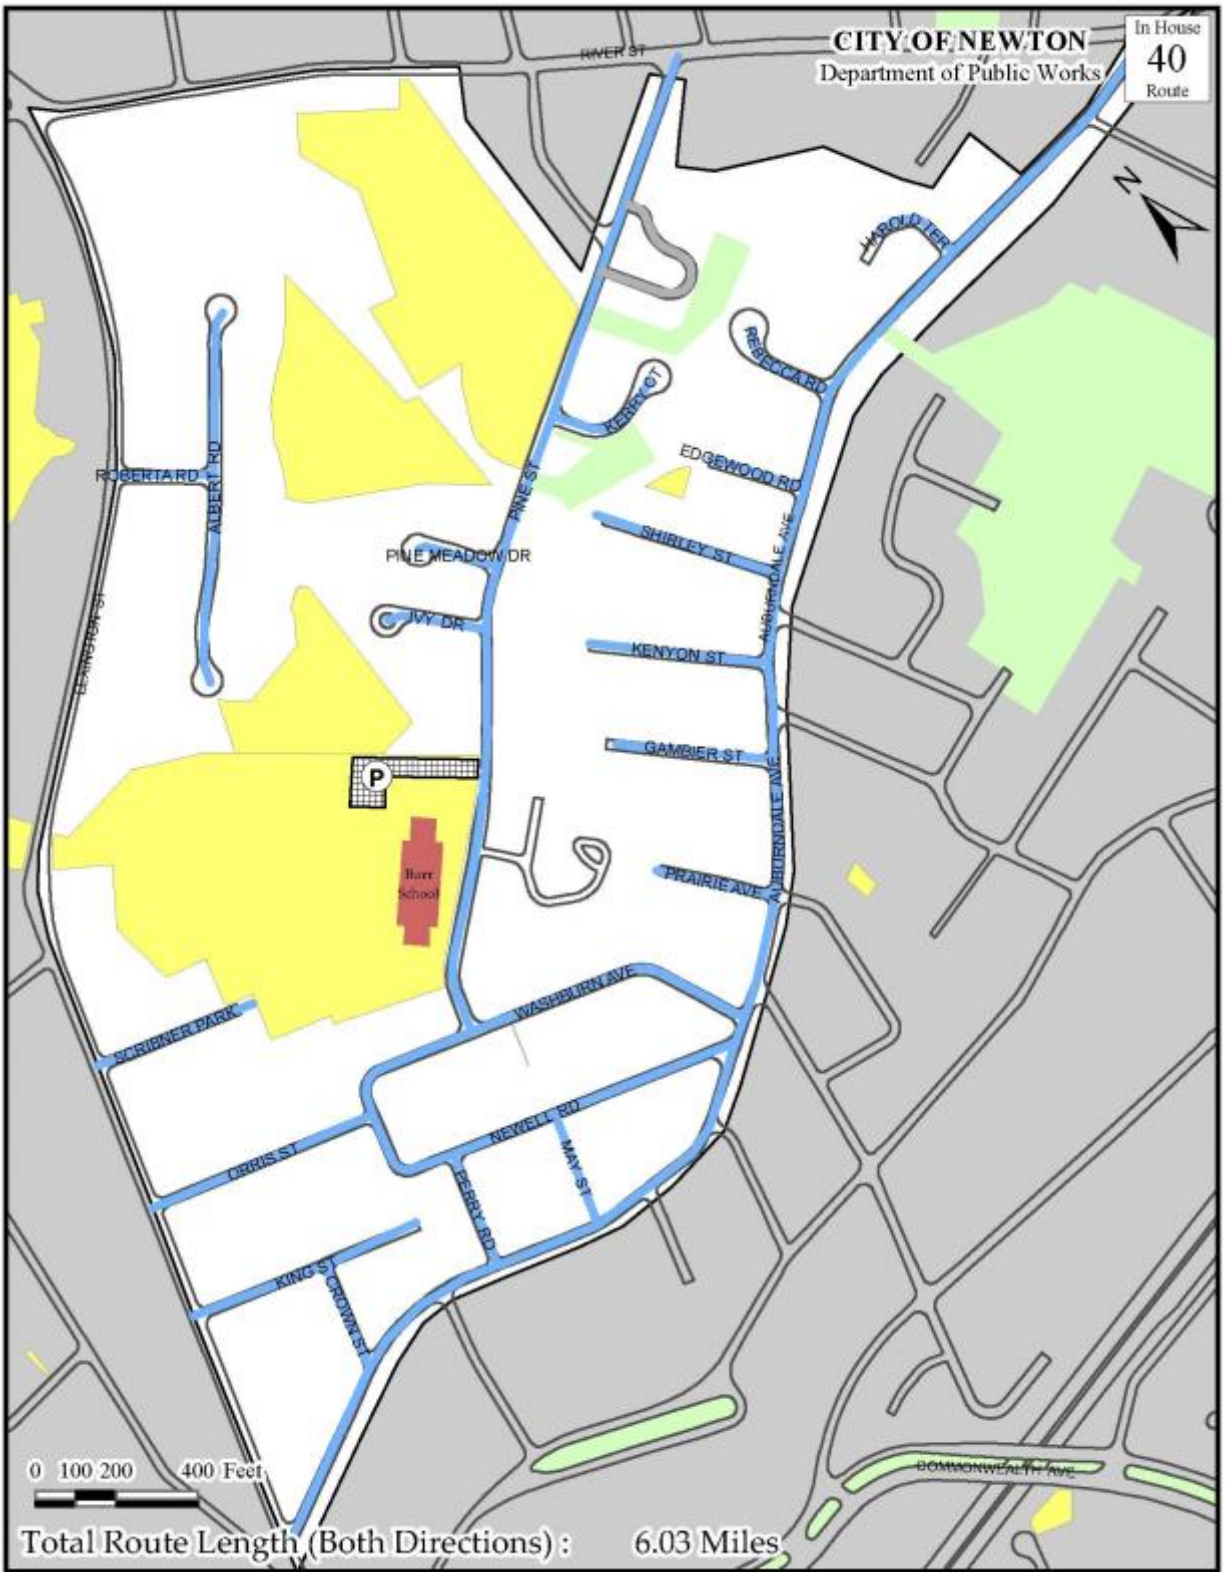 RIVER ST
CITY OF NEWTON
Department of Public Works
In House
40
Route
N
HAROLD TER
REBECCA RD
KERRY CT
EDGEWOOD RD
ROBERTA RD
ALBERT RD
PINE ST
SHIRLEY ST
AUBURNDALE AVE
PINE MEADOW DR
IVY DR
LEXINGTON ST
KENYON ST
GAMBIER ST
P
AUBURNDALE AVE
Burr
School
PRAIRIE AVE
WASHBURN AVE
SCRIBNER PARK
NEWELL RD
MAY ST
ORRIS ST
PERRY RD
KING ST
CROWN ST
COMMONWEALTH AVE
0 100 200 400 Feet
Total Route Length (Both Directions) : 6.03 Miles